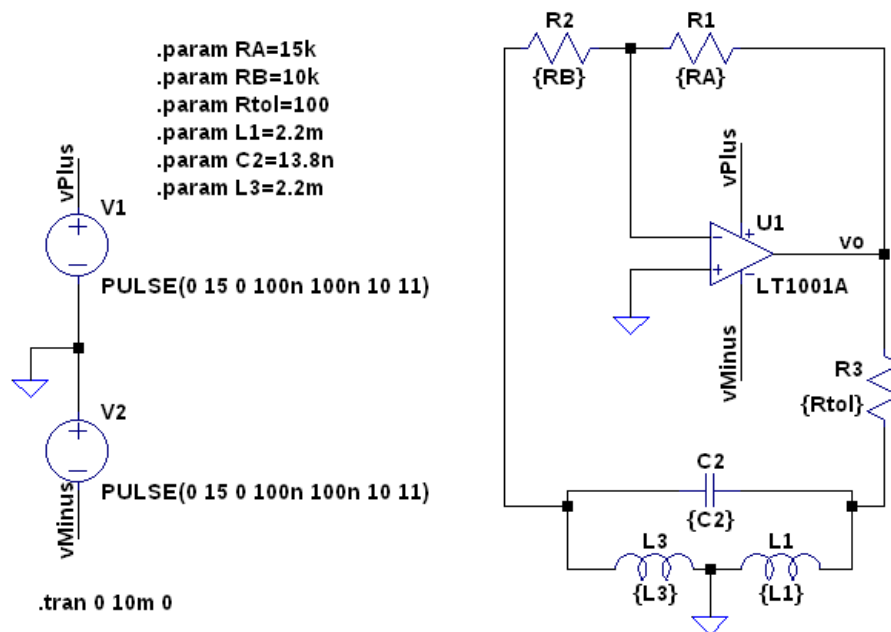 .param RA=15k
.param RB=10k
.param Rtol=100
.param L1=2.2m
.param C2=13.8n
.param L3=2.2m
vPlus
V1
PULSE(0 15 0 100n 100n 10 11)
V2
PULSE(0 15 0 100n 100n 10 11)
vMinus
.tran 0 10m 0
R2
{RB}
R1
{RA}
vPlus
U1
vo
LT1001A
vMinus
R3
{Rtol}
C2
{C2}
L3
{L3}
L1
{L1}